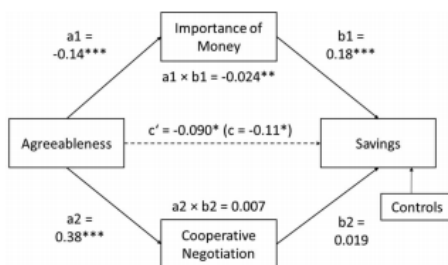 Importance of
Money
a1 =
-0.14***
b1 =
0.18***
a1 × b1 = -0.024**
Agreeableness
c' = -0.090* (c = -0.11*)
Savings
a2 × b2 = 0.007
Controls
a2 =
0.38***
Cooperative
Negotiation
b2 =
0.019